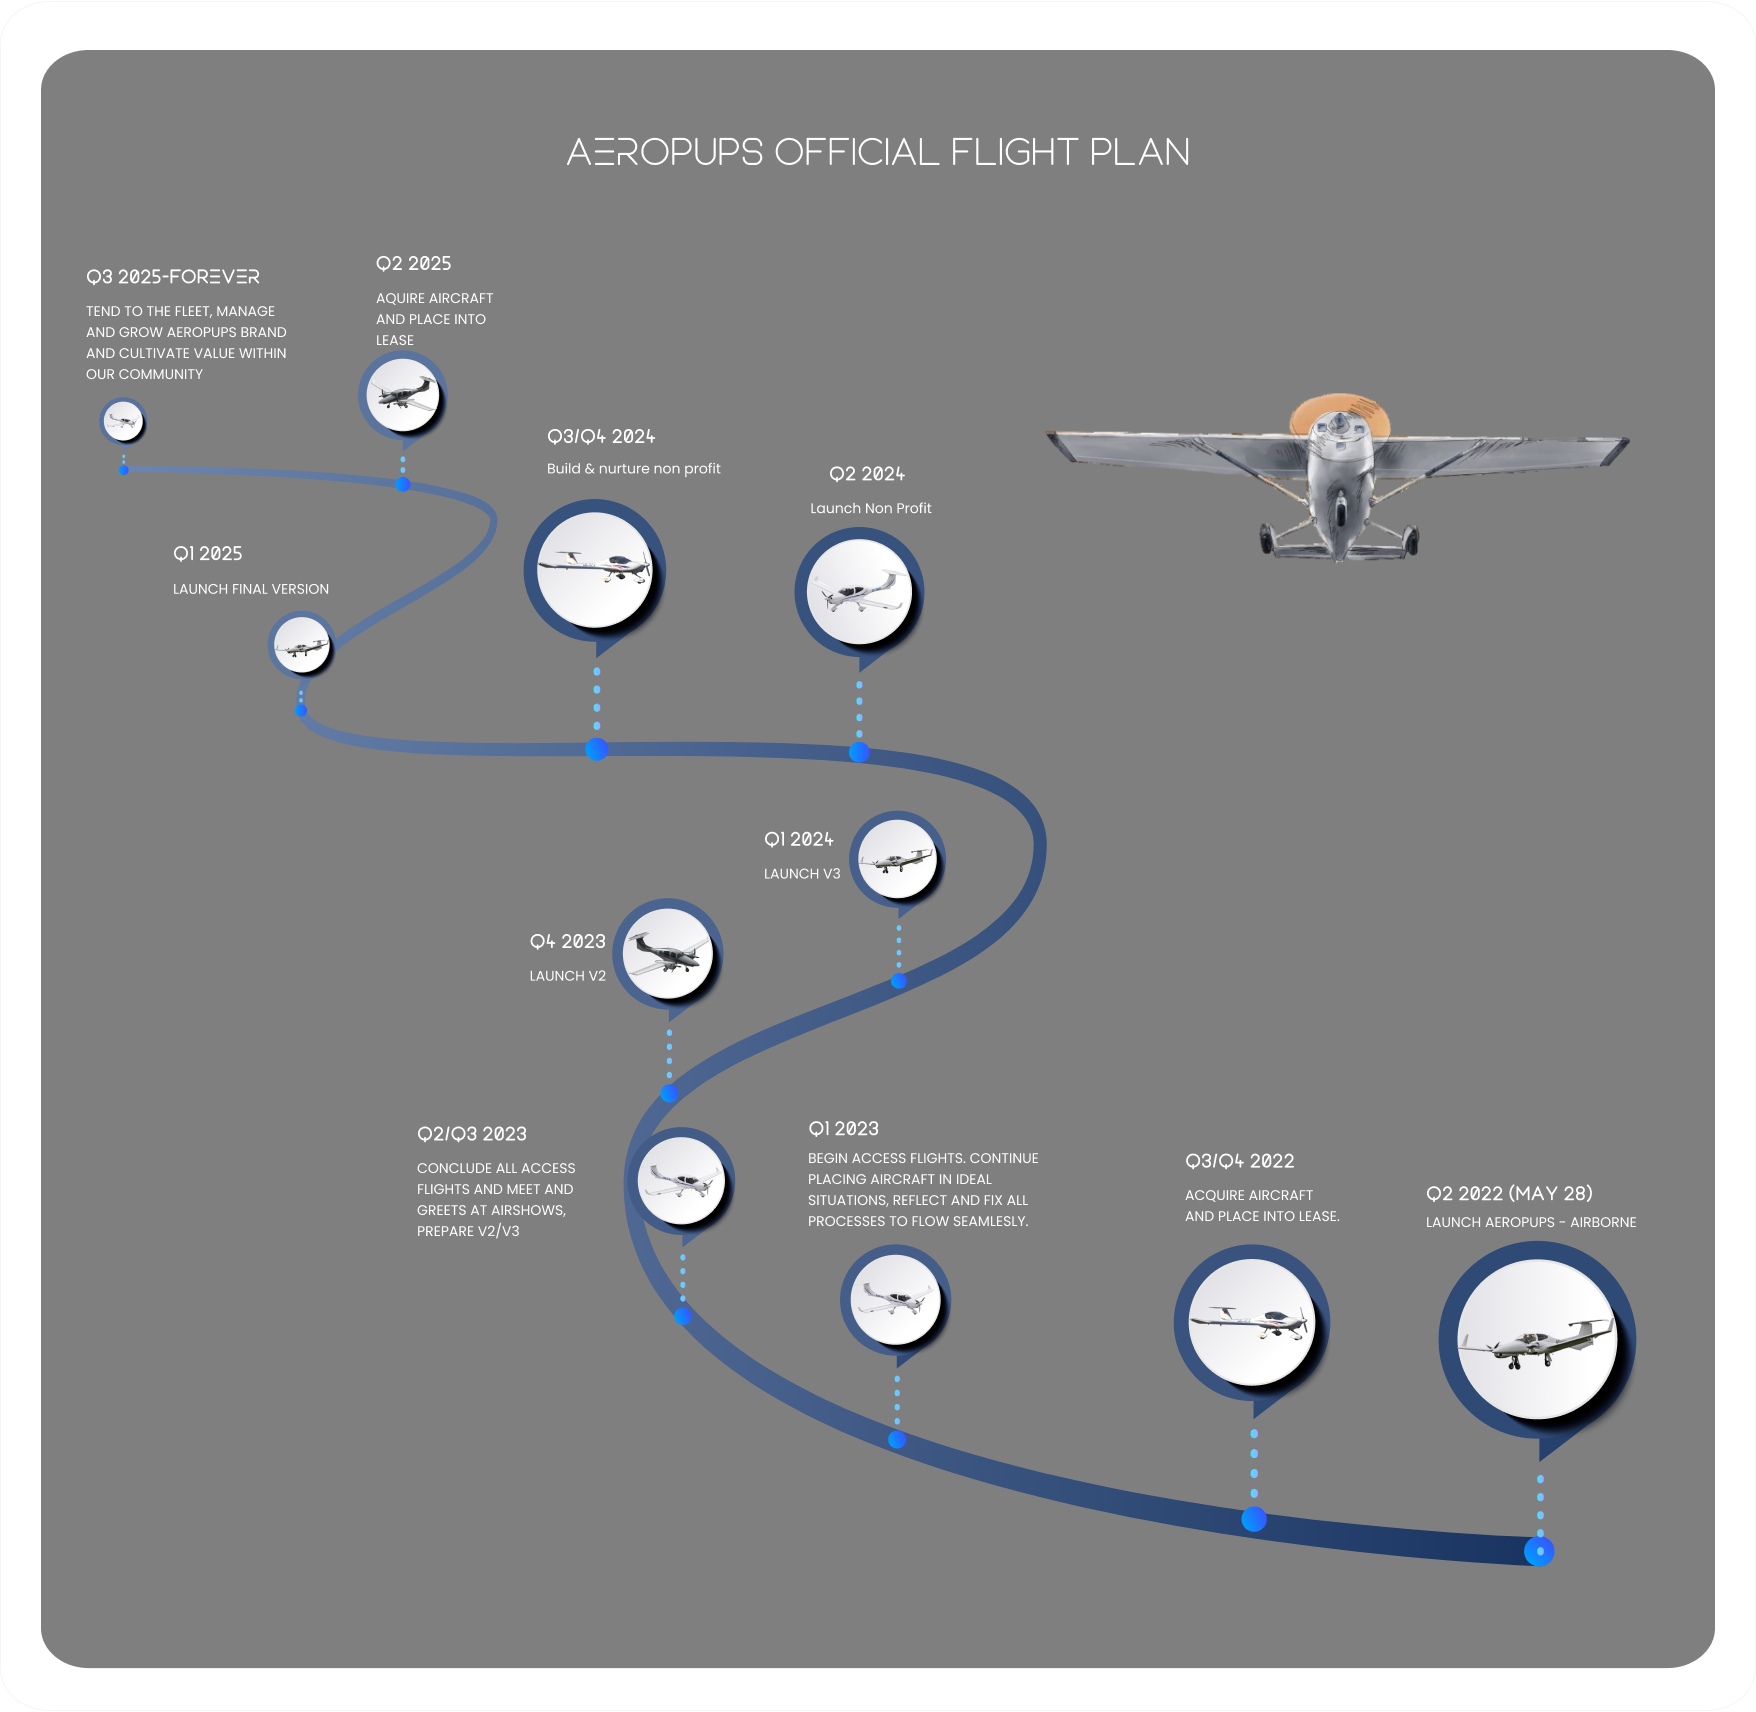 AEROPUPS OFFICIAL FLIGHT PLAN
Q3 2025-FOREVER
TEND TO THE FLEET, MANAGE
AND GROW AEROPUPS BRAND
AND CULTIVATE VALUE WITHIN
OUR COMMUNITY
Q2 2025
AQUIRE AIRCRAFT
AND PLACE INTO
LEASE
Q3/Q4 2024
Build & nurture non profit
Q2 2024
Launch Non Profit
Q1 2025
LAUNCH FINAL VERSION
Q1 2024
LAUNCH V3
Q4 2023
LAUNCH V2
Q2/Q3 2023
CONCLUDE ALL ACCESS
FLIGHTS AND MEET AND
GREETS AT AIRSHOWS,
PREPARE V2/V3
Q1 2023
BEGIN ACCESS FLIGHTS. CONTINUE
PLACING AIRCRAFT IN IDEAL
SITUATIONS, REFLECT AND FIX ALL
PROCESSES TO FLOW SEAMLESLY.
Q3/Q4 2022
ACQUIRE AIRCRAFT
AND PLACE INTO LEASE.
Q2 2022 (MAY 28)
LAUNCH AEROPUPS - AIRBORNE